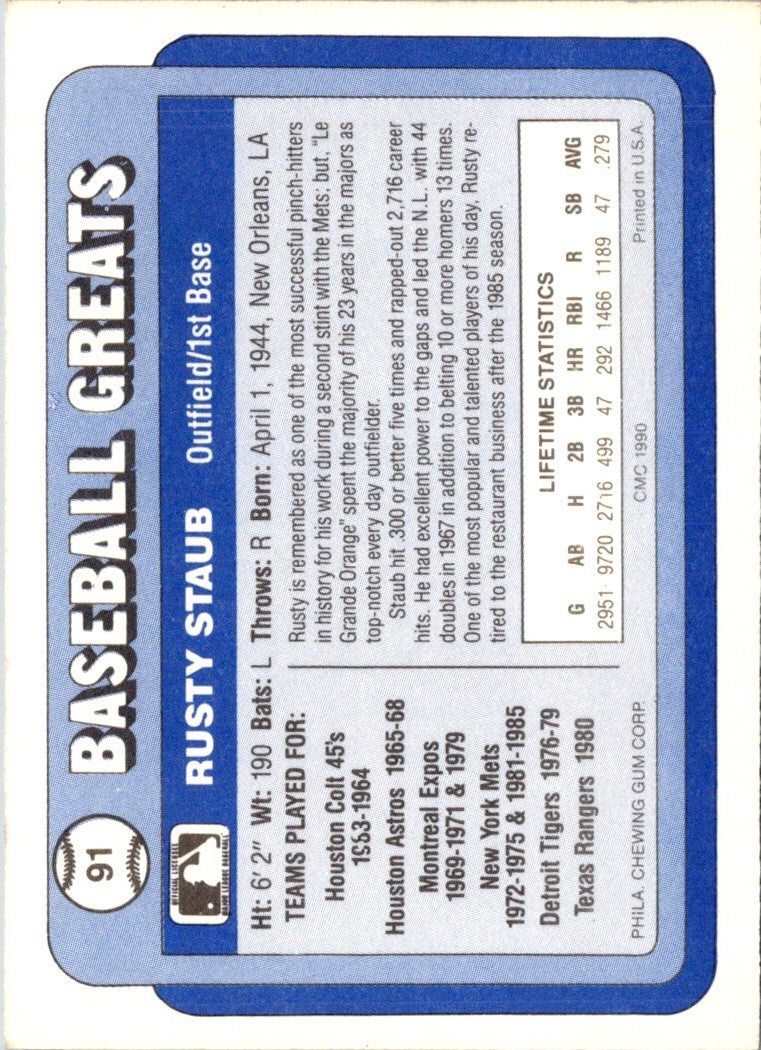 91
BASEBALL GREATS
OFFICIAL LICENSEE
MAJOR LEAGUE BASEBALL
RUSTY STAUB Outfield/1st Base
Ht: 6' 2" Wt: 190 Bats: L Throws: R Born: April 1, 1944, New Orleans, LA
TEAMS PLAYED FOR:
Houston Colt 45's
1963-1964
Houston Astros 1965-68
Montreal Expos
1969-1971 & 1979
New York Mets
1972-1975 & 1981-1985
Detroit Tigers 1976-79
Texas Rangers 1980
Rusty is remembered as one of the most successful pinch-hitters
in history for his work during a second stint with the Mets; but, "Le
Grande Orange" spent the majority of his 23 years in the majors as
top-notch every day outfielder.
Staub hit .300 or better five times and rapped-out 2,716 career
hits. He had excellent power to the gaps and led the N.L. with 44
doubles in 1967 in addition to belting 10 or more homers 13 times.
One of the most popular and talented players of his day, Rusty re-
tired to the restaurant business after the 1985 season.
LIFETIME STATISTICS
G AB H 2B 3B HR RBI R SB AVG
2951 9720 2716 499 47 292 1466 1189 47 .279
PHILA. CHEWING GUM CORP. CMC 1990 Printed in U.S.A.